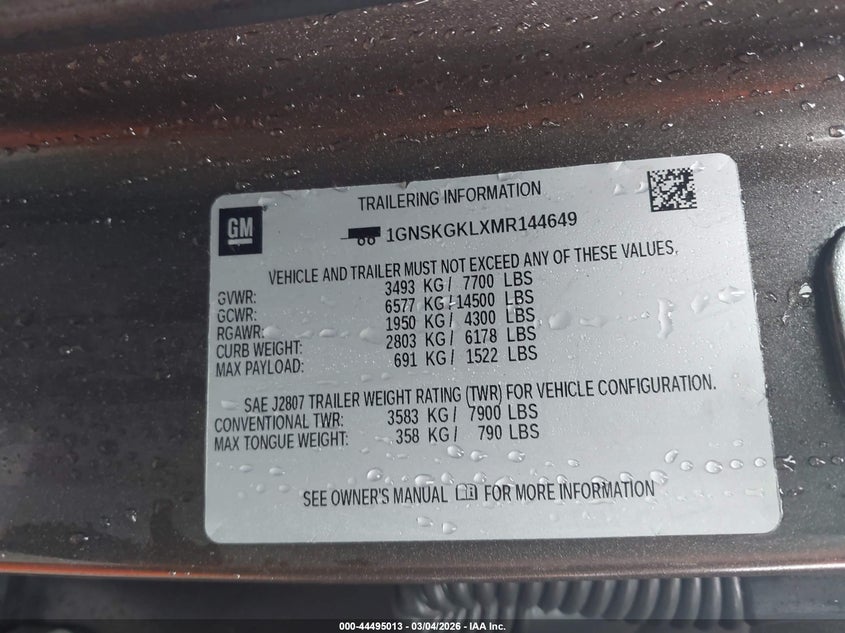 TRAILERING INFORMATION
GM
1GNSKGKLXMR144649
VEHICLE AND TRAILER MUST NOT EXCEED ANY OF THESE VALUES.
GVWR: 3493 KG / 7700 LBS
GCWR: 6577 KG / 14500 LBS
RGAWR: 1950 KG / 4300 LBS
CURB WEIGHT: 2803 KG / 6178 LBS
MAX PAYLOAD: 691 KG / 1522 LBS
SAE J2807 TRAILER WEIGHT RATING (TWR) FOR VEHICLE CONFIGURATION.
CONVENTIONAL TWR: 3583 KG / 7900 LBS
MAX TONGUE WEIGHT: 358 KG / 790 LBS
SEE OWNER'S MANUAL FOR MORE INFORMATION
000-44495013 - 03/04/2026 - IAA Inc.